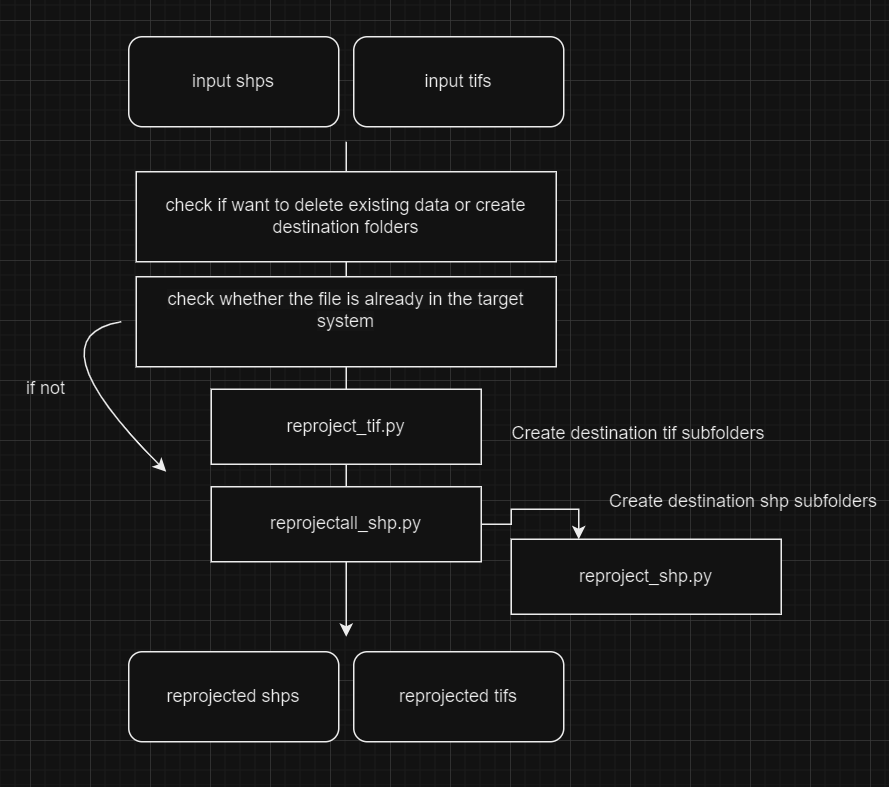 input shps
input tifs
check if want to delete existing data or create
destination folders
check whether the file is already in the target
system
if not
reproject_tif.py
Create destination tif subfolders
reprojectall_shp.py
Create destination shp subfolders
reproject_shp.py
reprojected shps
reprojected tifs